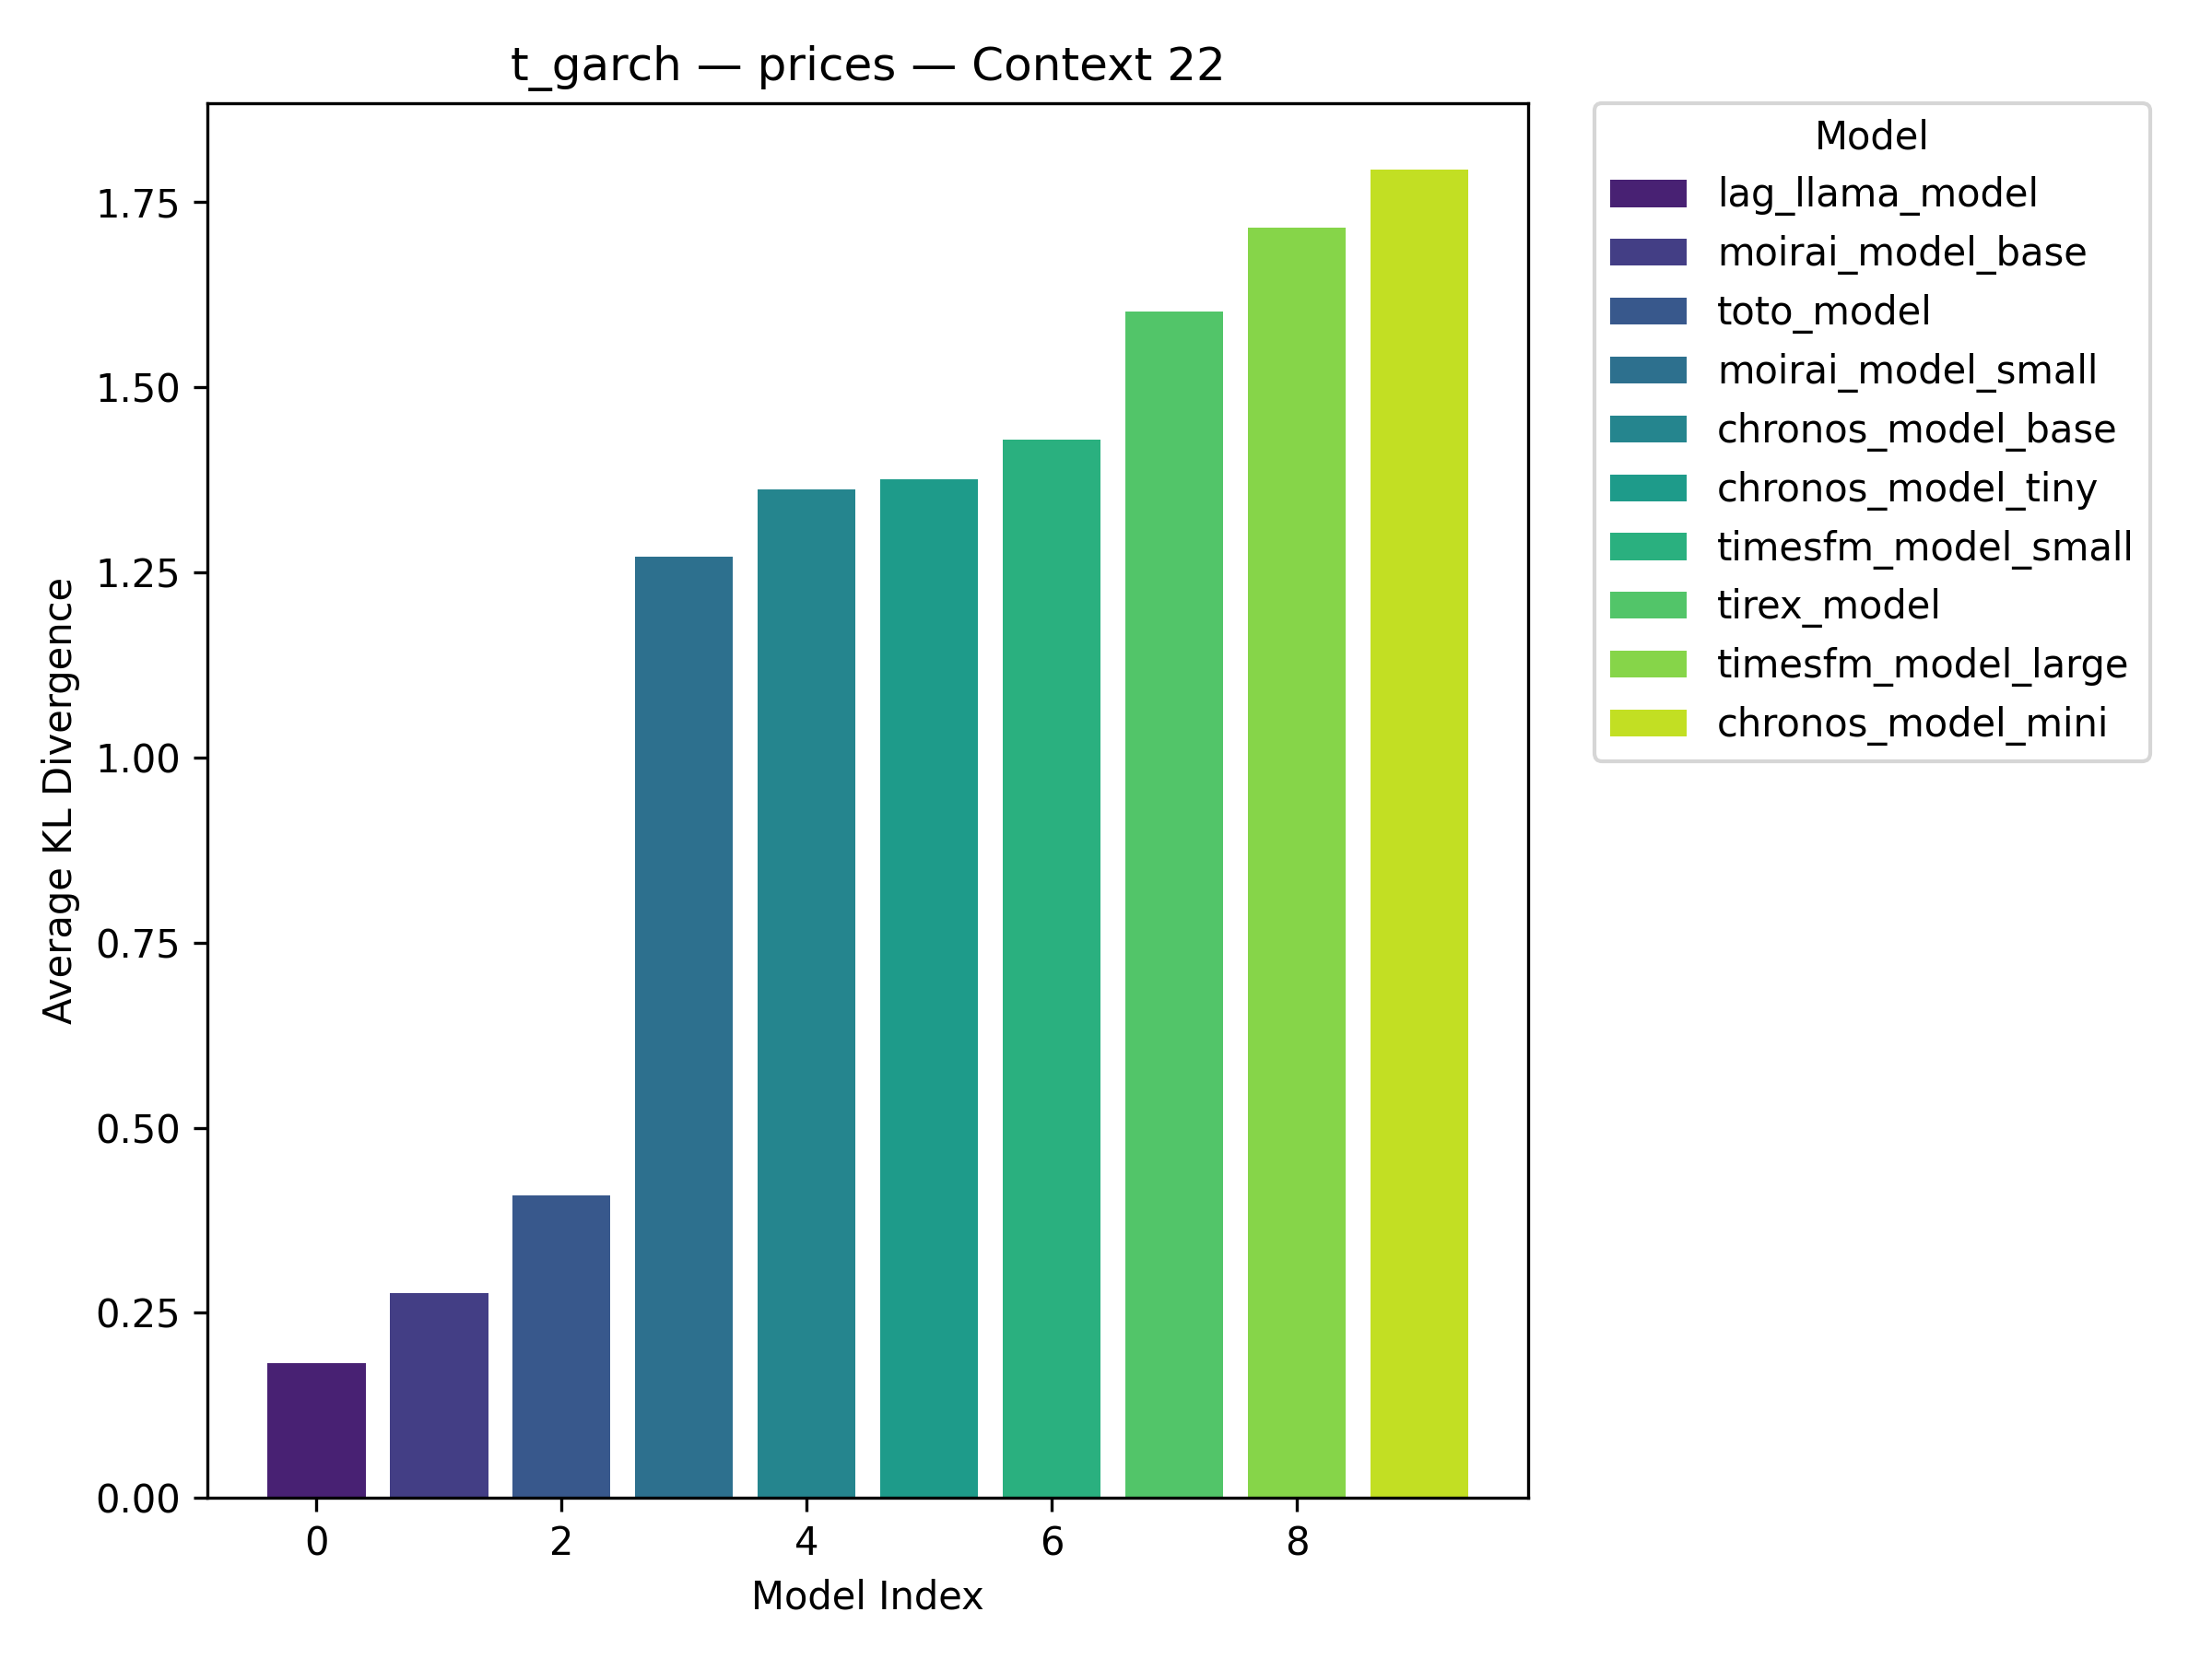 t_garch — prices — Context 22
Average KL Divergence
1.75
1.50
1.25
1.00
0.75
0.50
0.25
0.00
0 2 4 6 8
Model Index
Model
lag_llama_model
moirai_model_base
toto_model
moirai_model_small
chronos_model_base
chronos_model_tiny
timesfm_model_small
tirex_model
timesfm_model_large
chronos_model_mini